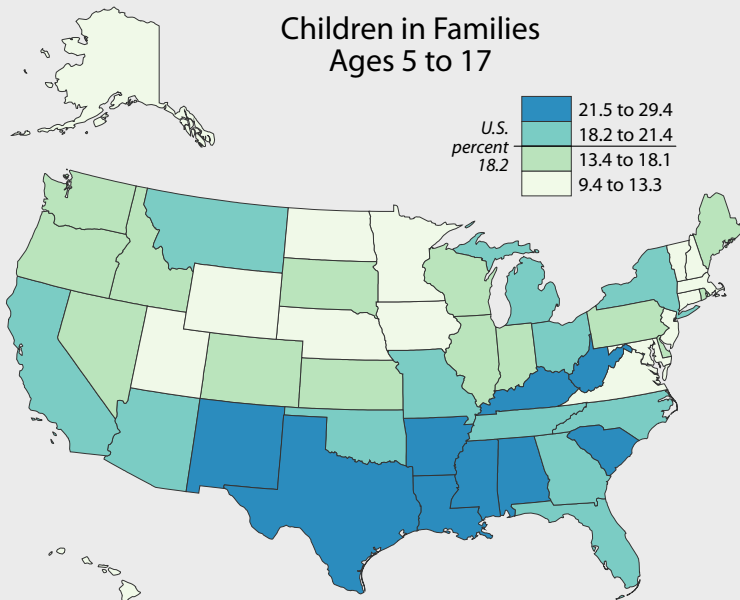 Children in Families
Ages 5 to 17
U.S.
percent
18.2
21.5 to 29.4
18.2 to 21.4
13.4 to 18.1
9.4 to 13.3